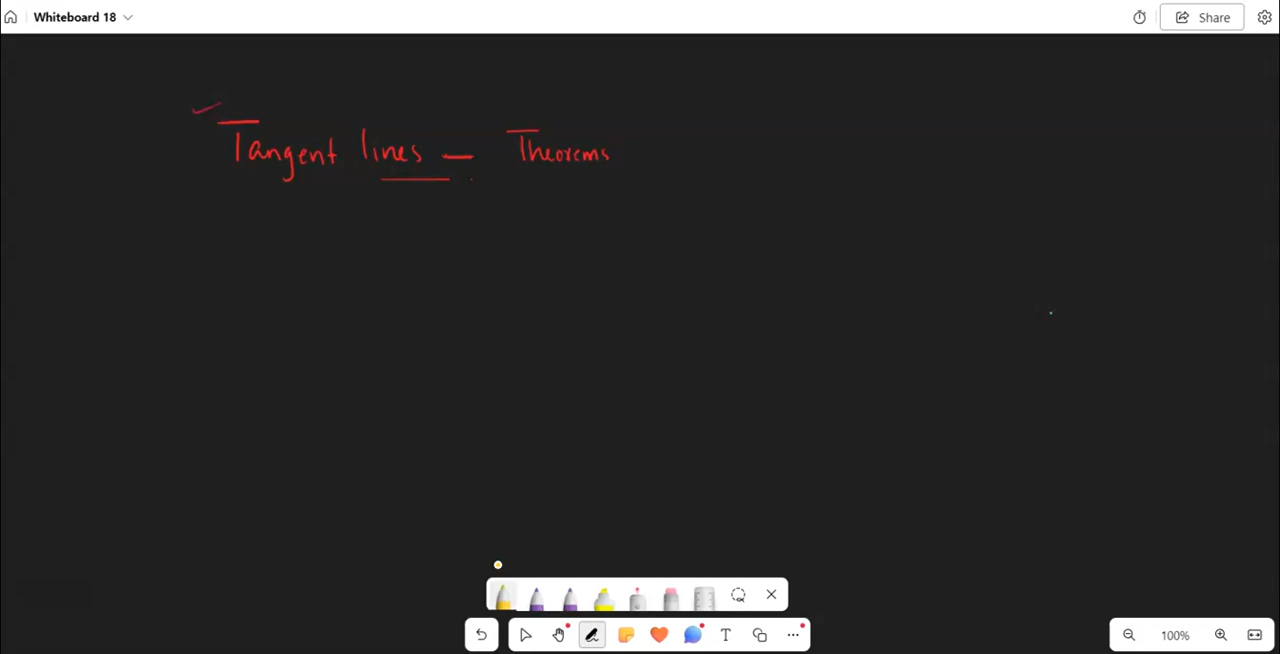 Whiteboard 18
Share
Tangent lines — Theorems
T
100%